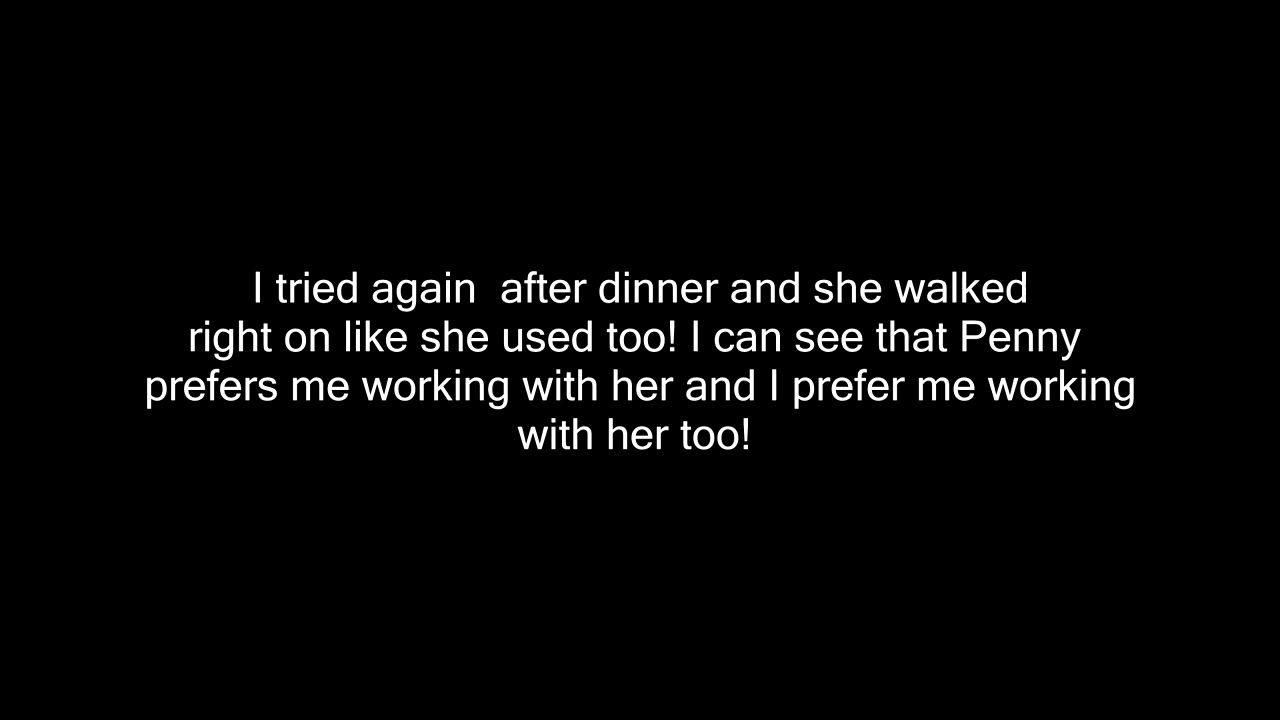 I tried again  after dinner and she walked
right on like she used too! I can see that Penny
prefers me working with her and I prefer me working
with her too!